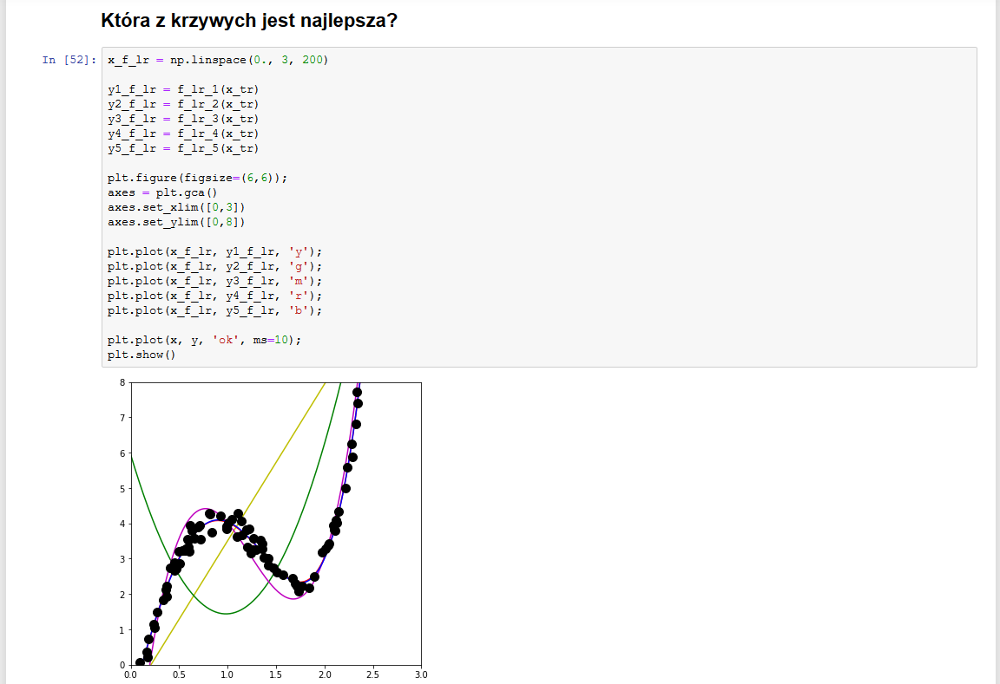 Która z krzywych jest najlepsza?
In [52]: x_f_lr = np.linspace(0., 3, 200)
y1_f_lr = f_lr_1(x_tr)
y2_f_lr = f_lr_2(x_tr)
y3_f_lr = f_lr_3(x_tr)
y4_f_lr = f_lr_4(x_tr)
y5_f_lr = f_lr_5(x_tr)
plt.figure(figsize=(6,6));
axes = plt.gca()
axes.set_xlim([0,3])
axes.set_ylim([0,8])
plt.plot(x_f_lr, y1_f_lr, 'y');
plt.plot(x_f_lr, y2_f_lr, 'g');
plt.plot(x_f_lr, y3_f_lr, 'm');
plt.plot(x_f_lr, y4_f_lr, 'r');
plt.plot(x_f_lr, y5_f_lr, 'b');
plt.plot(x, y, 'ok', ms=10);
plt.show()
8
7
6
5
4
3
2
1
0
0.0 0.5 1.0 1.5 2.0 2.5 3.0